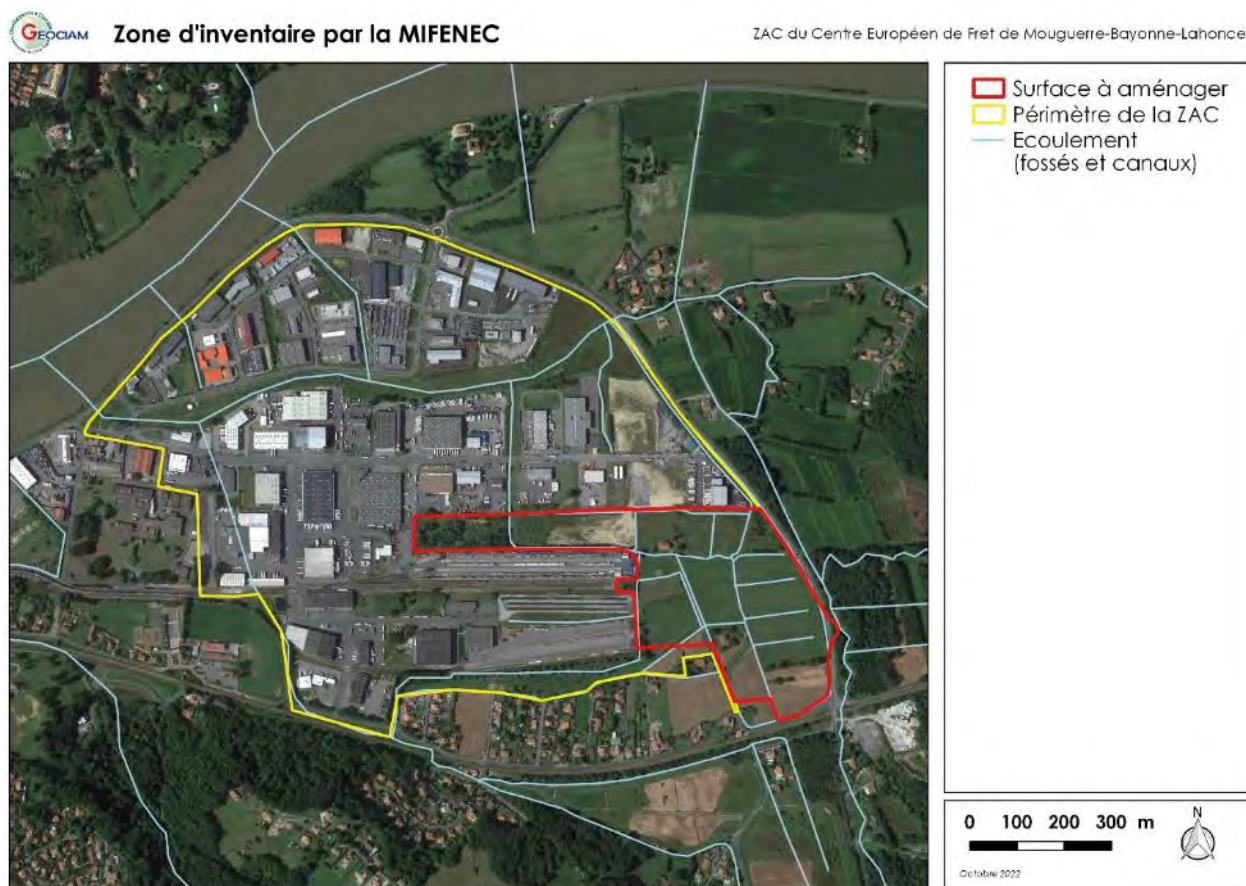 GEOCIAM
Zone d'inventaire par la MIFENEC
ZAC du Centre Européen de Fret de Mouguerre-Bayonne-Lahonce
Surface à aménager
Périmètre de la ZAC
Ecoulement
(fossés et canaux)
0 100 200 300 m
N
Octobre 2022